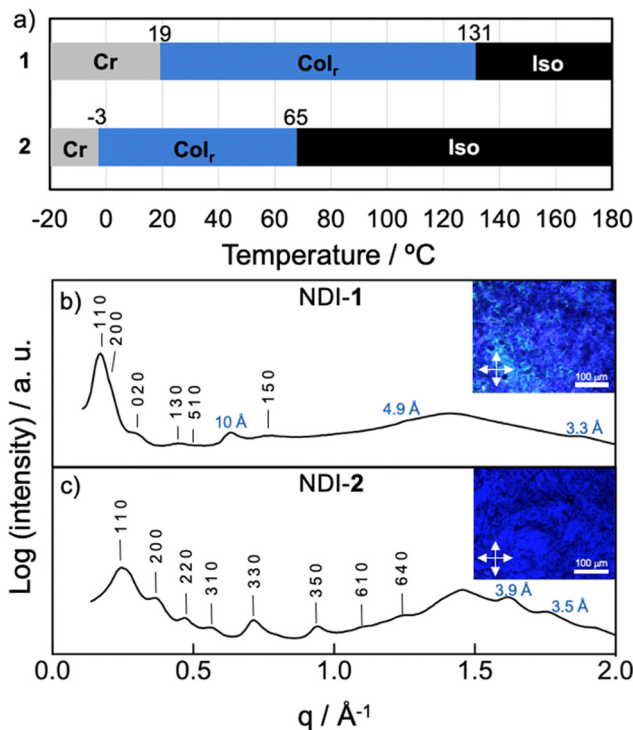 a)
19 131
1 Cr Colr Iso
-3 65
2 Cr Colr Iso
-20 0 20 40 60 80 100 120 140 160 180
Temperature / ºC
b) NDI-1
110
200
020
130
510
10 Å
150
4.9 Å
3.3 Å
100 µm
c) NDI-2
110
200
220
310
330
350
610
640
3.9 Å
3.5 Å
100 µm
Log (intensity) / a. u.
0.0 0.5 1.0 1.5 2.0
q / Å-1